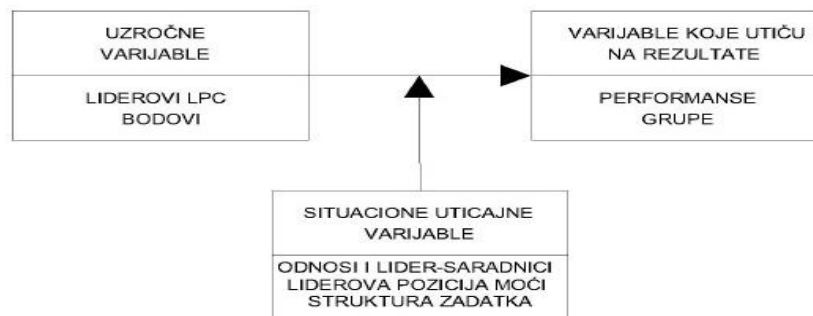 UZROČNE
VARIJABLE
LIDEROVI LPC
BODOVI
VARIJABLE KOJE UTIČU
NA REZULTATE
PERFORMANSE
GRUPE
SITUACIONE UTICAJNE
VARIJABLE
ODNOSI I LIDER-SARADNICI
LIDEROVA POZICIJA MOĆI
STRUKTURA ZADATKA